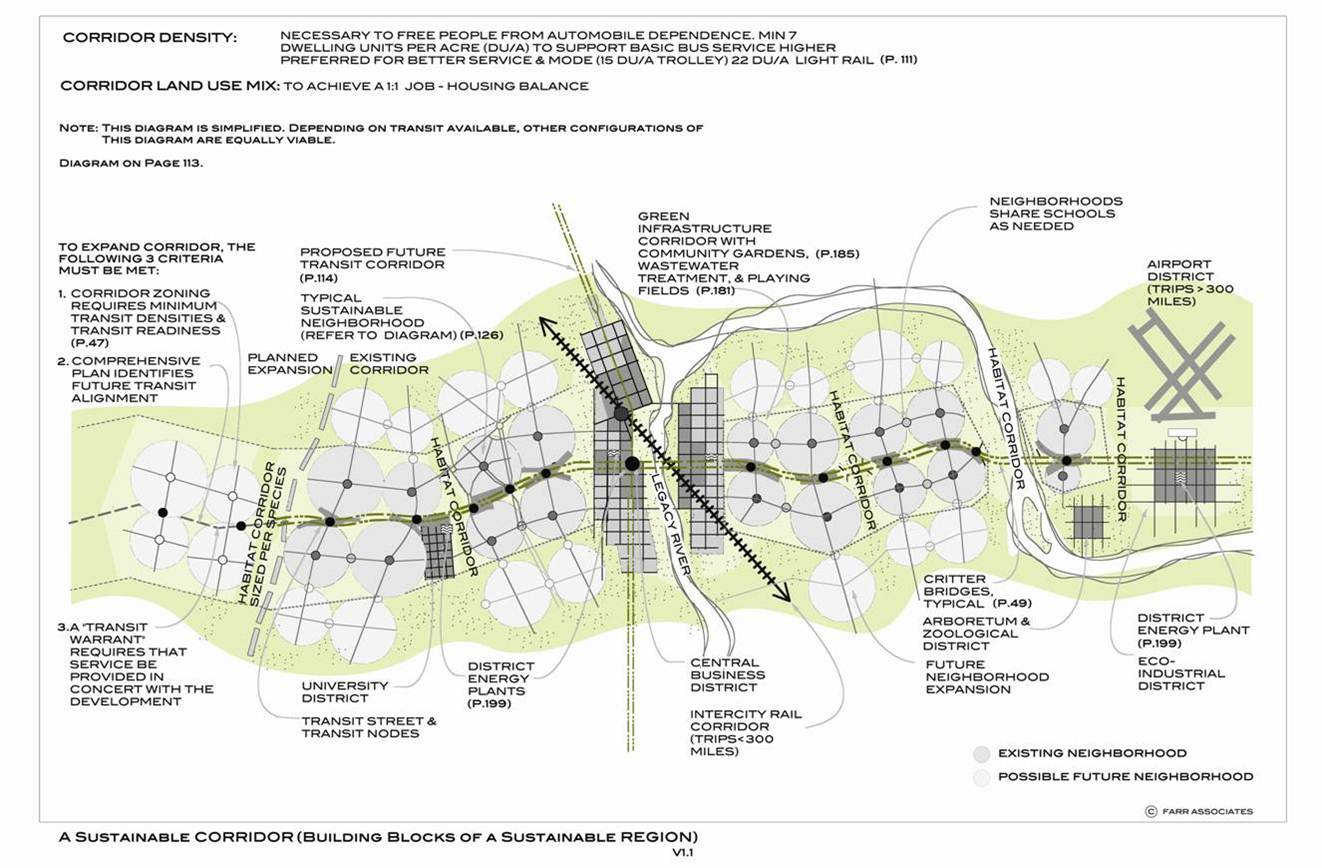 CORRIDOR DENSITY: NECESSARY TO FREE PEOPLE FROM AUTOMOBILE DEPENDENCE. MIN 7
DWELLING UNITS PER ACRE (DU/A) TO SUPPORT BASIC BUS SERVICE HIGHER
PREFERRED FOR BETTER SERVICE & MODE (15 DU/A TROLLEY) 22 DU/A LIGHT RAIL (P. 111)
CORRIDOR LAND USE MIX: TO ACHIEVE A 1:1 JOB - HOUSING BALANCE
NOTE: THIS DIAGRAM IS SIMPLIFIED. DEPENDING ON TRANSIT AVAILABLE, OTHER CONFIGURATIONS OF
THIS DIAGRAM ARE EQUALLY VIABLE.
DIAGRAM ON PAGE 113.
TO EXPAND CORRIDOR, THE
FOLLOWING 3 CRITERIA
MUST BE MET:
1. CORRIDOR ZONING
REQUIRES MINIMUM
TRANSIT DENSITIES &
TRANSIT READINESS
(P.47)
2. COMPREHENSIVE
PLAN IDENTIFIES
FUTURE TRANSIT
ALIGNMENT
3.A "TRANSIT
WARRANT"
REQUIRES THAT
SERVICE BE
PROVIDED IN
CONCERT WITH THE
DEVELOPMENT
PROPOSED FUTURE
TRANSIT CORRIDOR
(P.114)
TYPICAL
SUSTAINABLE
NEIGHBORHOOD
(REFER TO DIAGRAM) (P.126)
PLANNED
EXPANSION
EXISTING
CORRIDOR
GREEN
INFRASTRUCTURE
CORRIDOR WITH
COMMUNITY GARDENS, (P.185)
WASTEWATER
TREATMENT, & PLAYING
FIELDS (P.181)
NEIGHBORHOODS
SHARE SCHOOLS
AS NEEDED
AIRPORT
DISTRICT
(TRIPS > 300
MILES)
HABITAT CORRIDOR
SIZED PER SPECIES
HABITAT CORRIDOR
LEGACY RIVER
HABITAT CORRIDOR
HABITAT CORRIDOR
HABITAT CORRIDOR
UNIVERSITY
DISTRICT
TRANSIT STREET &
TRANSIT NODES
DISTRICT
ENERGY
PLANTS
(P.199)
CENTRAL
BUSINESS
DISTRICT
INTERCITY RAIL
CORRIDOR
(TRIPS<300
MILES)
CRITTER
BRIDGES,
TYPICAL (P.49)
ARBORETUM &
ZOOLOGICAL
DISTRICT
FUTURE
NEIGHBORHOOD
EXPANSION
DISTRICT
ENERGY PLANT
(P.199)
ECO-
INDUSTRIAL
DISTRICT
EXISTING NEIGHBORHOOD
POSSIBLE FUTURE NEIGHBORHOOD
© FARR ASSOCIATES
A SUSTAINABLE CORRIDOR (BUILDING BLOCKS OF A SUSTAINABLE REGION)
V1.1